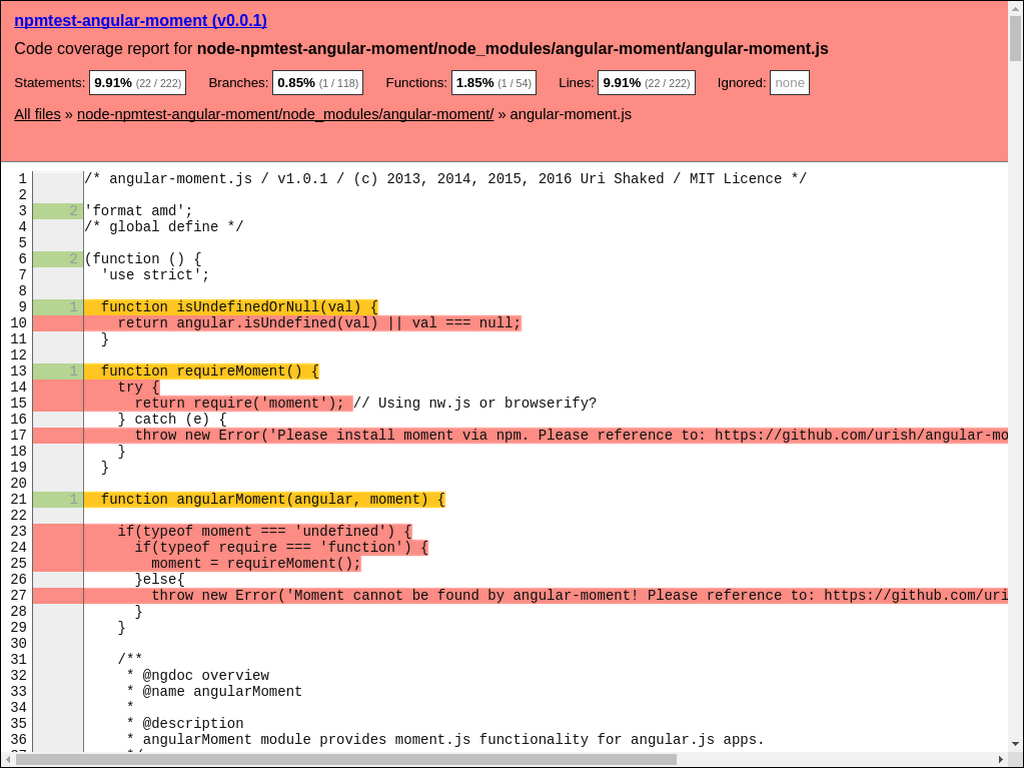 npmtest-angular-moment (v0.0.1)
Code coverage report for node-npmtest-angular-moment/node_modules/angular-moment/angular-moment.js
Statements: 9.91% (22 / 222) Branches: 0.85% (1 / 118) Functions: 1.85% (1 / 54) Lines: 9.91% (22 / 222) Ignored: none
All files » node-npmtest-angular-moment/node_modules/angular-moment/ » angular-moment.js
1 /* angular-moment.js / v1.0.1 / (c) 2013, 2014, 2015, 2016 Uri Shaked / MIT Licence */
2
3 2 'format amd';
4 /* global define */
5
6 2 (function () {
7 'use strict';
8
9 1 function isUndefinedOrNull(val) {
10 return angular.isUndefined(val) || val === null;
11 }
12
13 1 function requireMoment() {
14 try {
15 return require('moment'); // Using nw.js or browserify?
16 } catch (e) {
17 throw new Error('Please install moment via npm. Please reference to: https://github.com/urish/angular-mo
18 }
19 }
20
21 1 function angularMoment(angular, moment) {
22
23 if(typeof moment === 'undefined') {
24 if(typeof require === 'function') {
25 moment = requireMoment();
26 }else{
27 throw new Error('Moment cannot be found by angular-moment! Please reference to: https://github.com/uri
28 }
29 }
30
31 /**
32 * @ngdoc overview
33 * @name angularMoment
34 *
35 * @description
36 * angularMoment module provides moment.js functionality for angular.js apps.